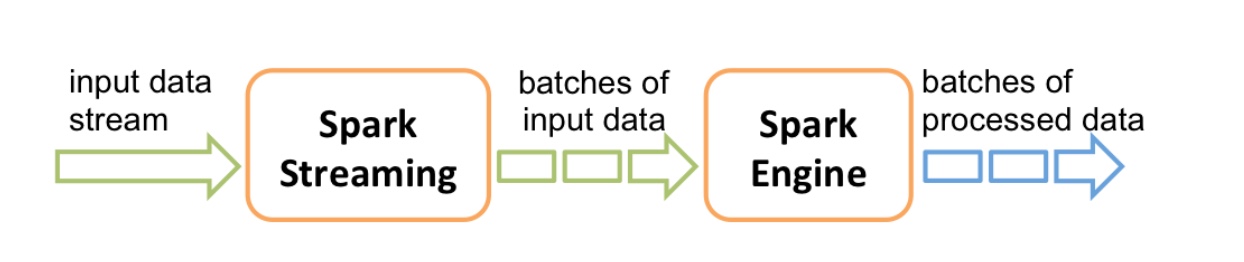 input data
stream
Spark
Streaming
batches of
input data
Spark
Engine
batches of
processed data